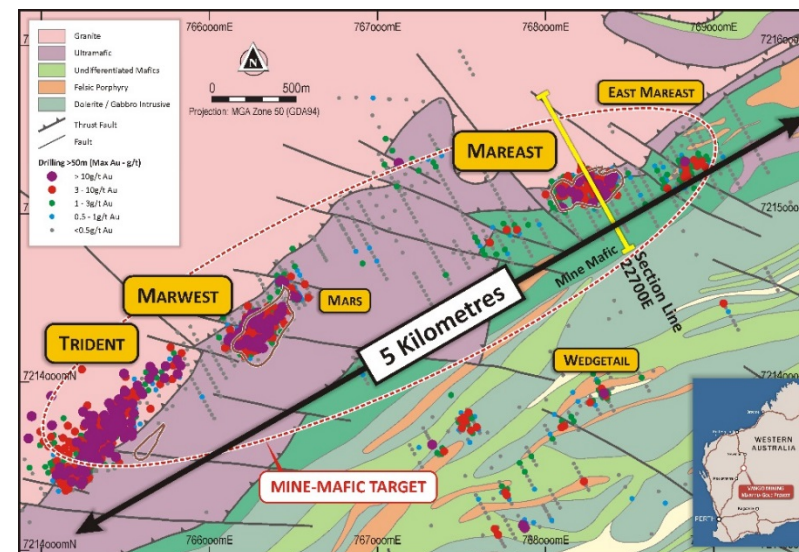 766000mE
767000mE
768000mE
769000mE
7216000mN
Granite
Ultramafic
Undifferentiated Mafics
Felsic Porphyry
Dolerite / Gabbro Intrusive
Thrust Fault
Fault
Drilling >50m (Max Au - g/t)
> 10g/t Au
3 - 10g/t Au
1 - 3g/t Au
0.5 - 1g/t Au
<0.5g/t Au
N
0 500m
Projection: MGA Zone 50 (GDA94)
EAST MAREAST
MAREAST
7215000mN
7215000mN
Mine Mafic
Section Line
22700E
MARWEST
MARS
5 Kilometres
TRIDENT
WEDGETAIL
7214000mN
7214000mN
MINE-MAFIC TARGET
WESTERN
AUSTRALIA
PERTH
7214000mN
766000mE
767000mE
768000mE